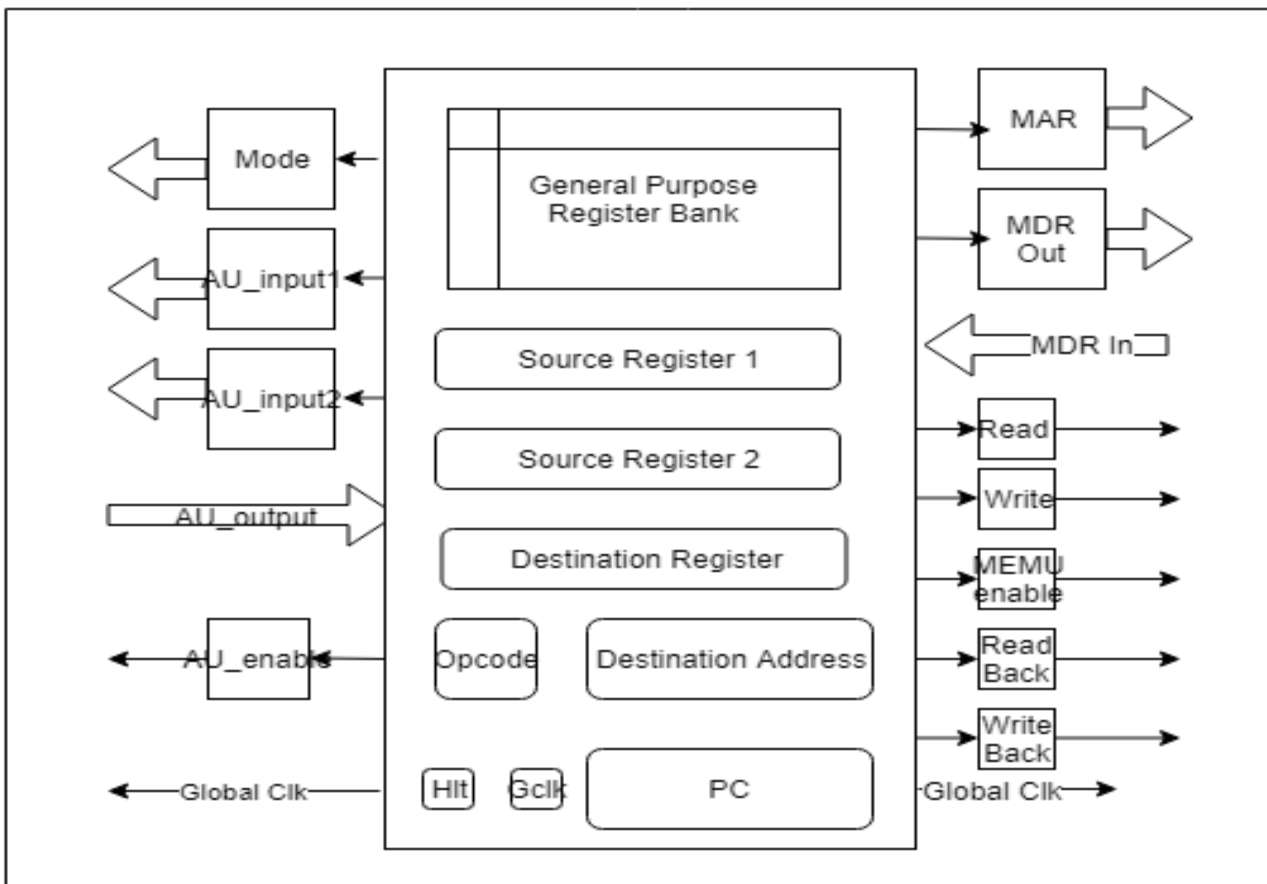 Mode
AU_input1
AU_input2
AU_output
AU_enable
Global Clk
General Purpose
Register Bank
Source Register 1
Source Register 2
Destination Register
Opcode
Destination Address
Hlt
Gclk
PC
MAR
MDR
Out
MDR In
Read
Write
MEMU
enable
Read
Back
Write
Back
Global Clk